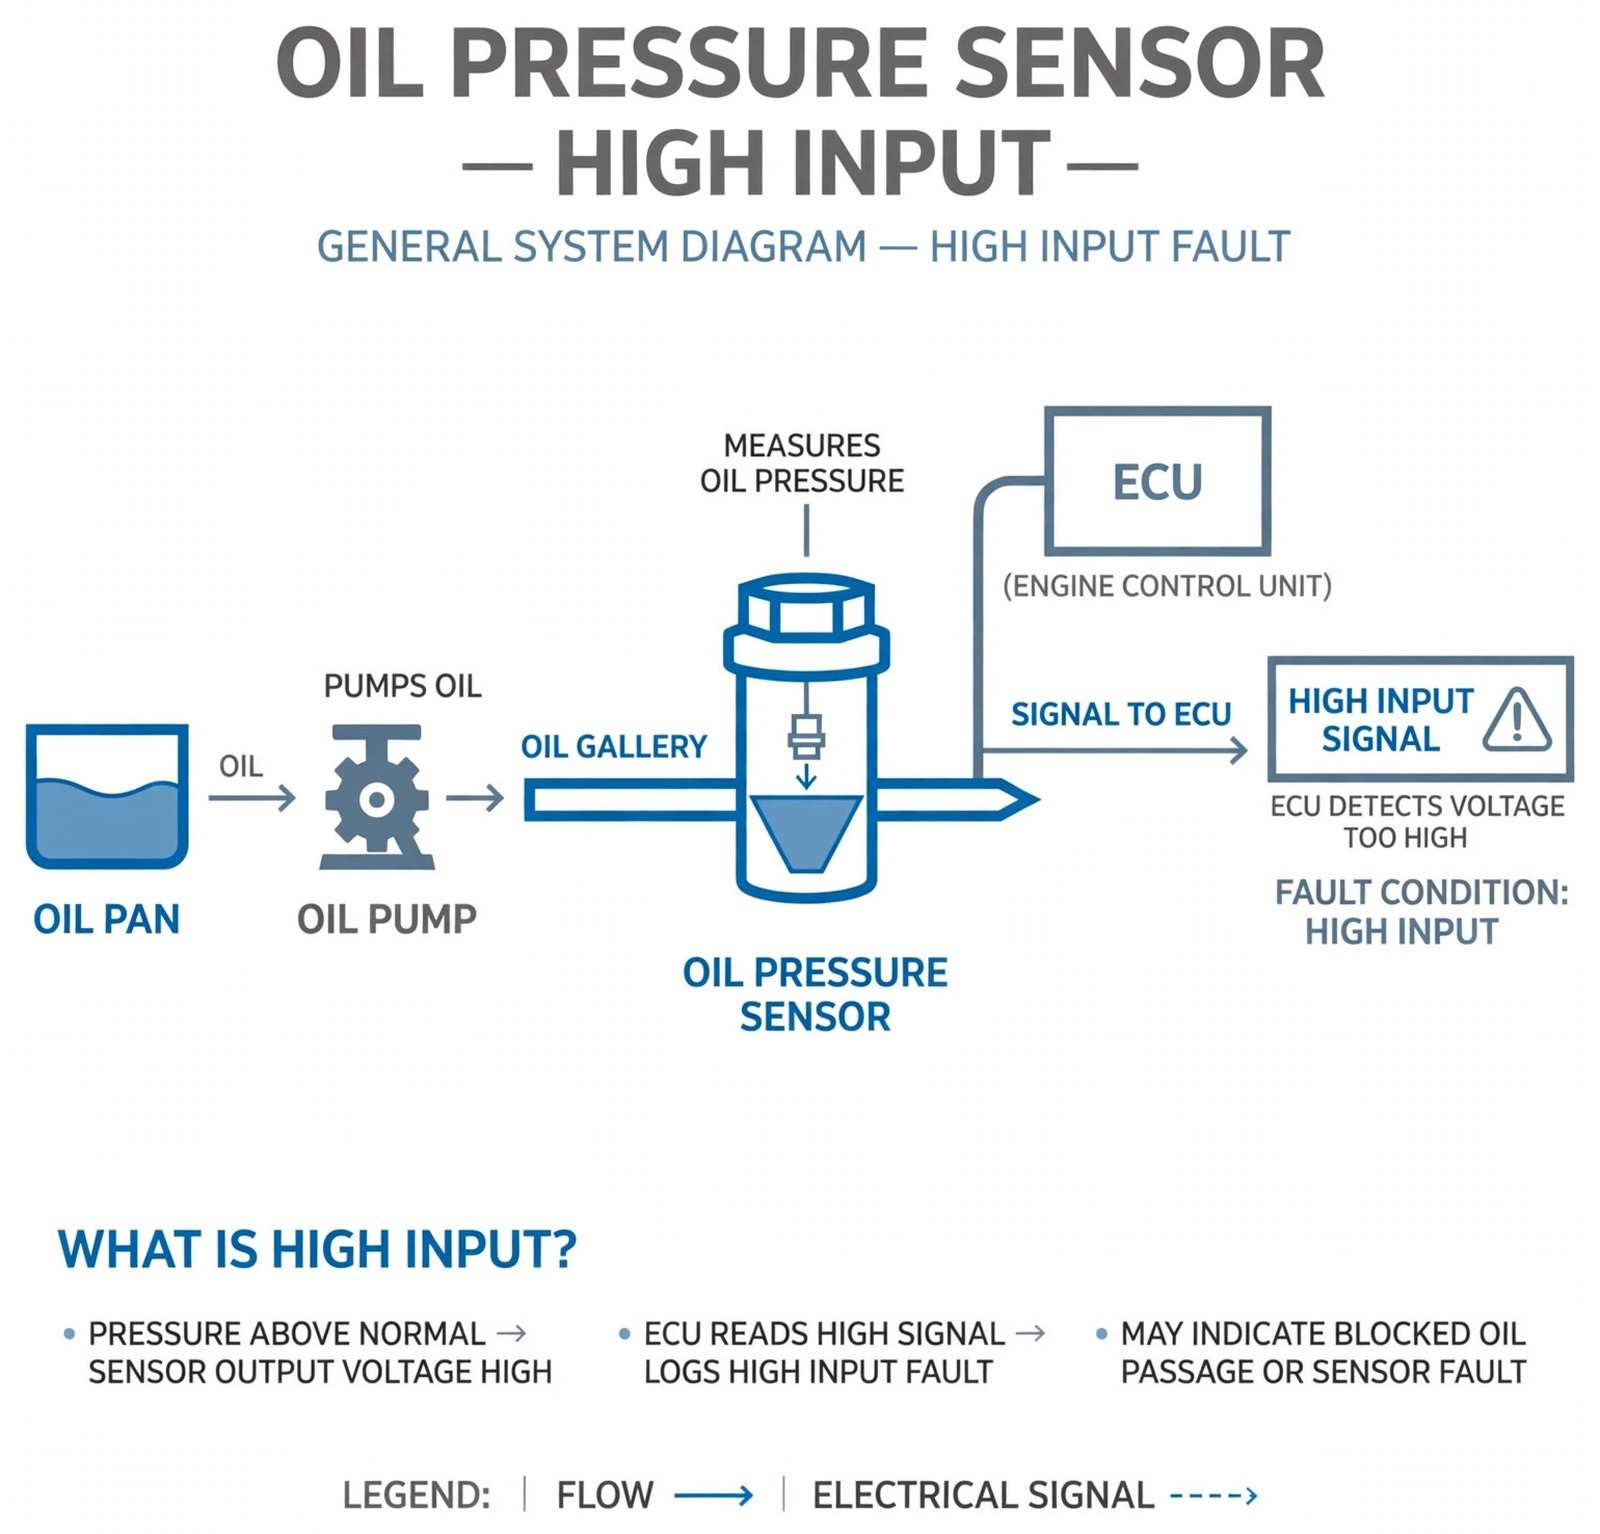 OIL PRESSURE SENSOR
— HIGH INPUT —
GENERAL SYSTEM DIAGRAM — HIGH INPUT FAULT
MEASURES
OIL PRESSURE
ECU
(ENGINE CONTROL UNIT)
PUMPS OIL
OIL
OIL GALLERY
SIGNAL TO ECU
HIGH INPUT
SIGNAL
ECU DETECTS VOLTAGE
TOO HIGH
FAULT CONDITION:
HIGH INPUT
OIL PAN
OIL PUMP
OIL PRESSURE
SENSOR
WHAT IS HIGH INPUT?
• PRESSURE ABOVE NORMAL →
SENSOR OUTPUT VOLTAGE HIGH
• ECU READS HIGH SIGNAL →
LOGS HIGH INPUT FAULT
• MAY INDICATE BLOCKED OIL
PASSAGE OR SENSOR FAULT
LEGEND: | FLOW → | ELECTRICAL SIGNAL ---->